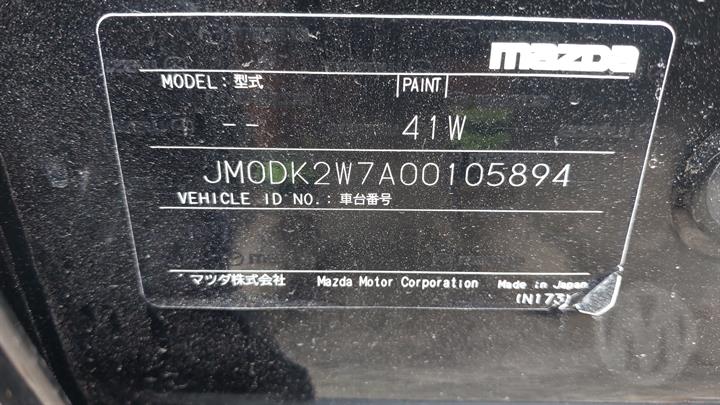 mazda
MODEL : 型式 PAINT
-- 41W
JM0DK2W7A00105894
VEHICLE ID NO. : 車台番号
マツダ株式会社 Mazda Motor Corporation Made in Japan
(N173)